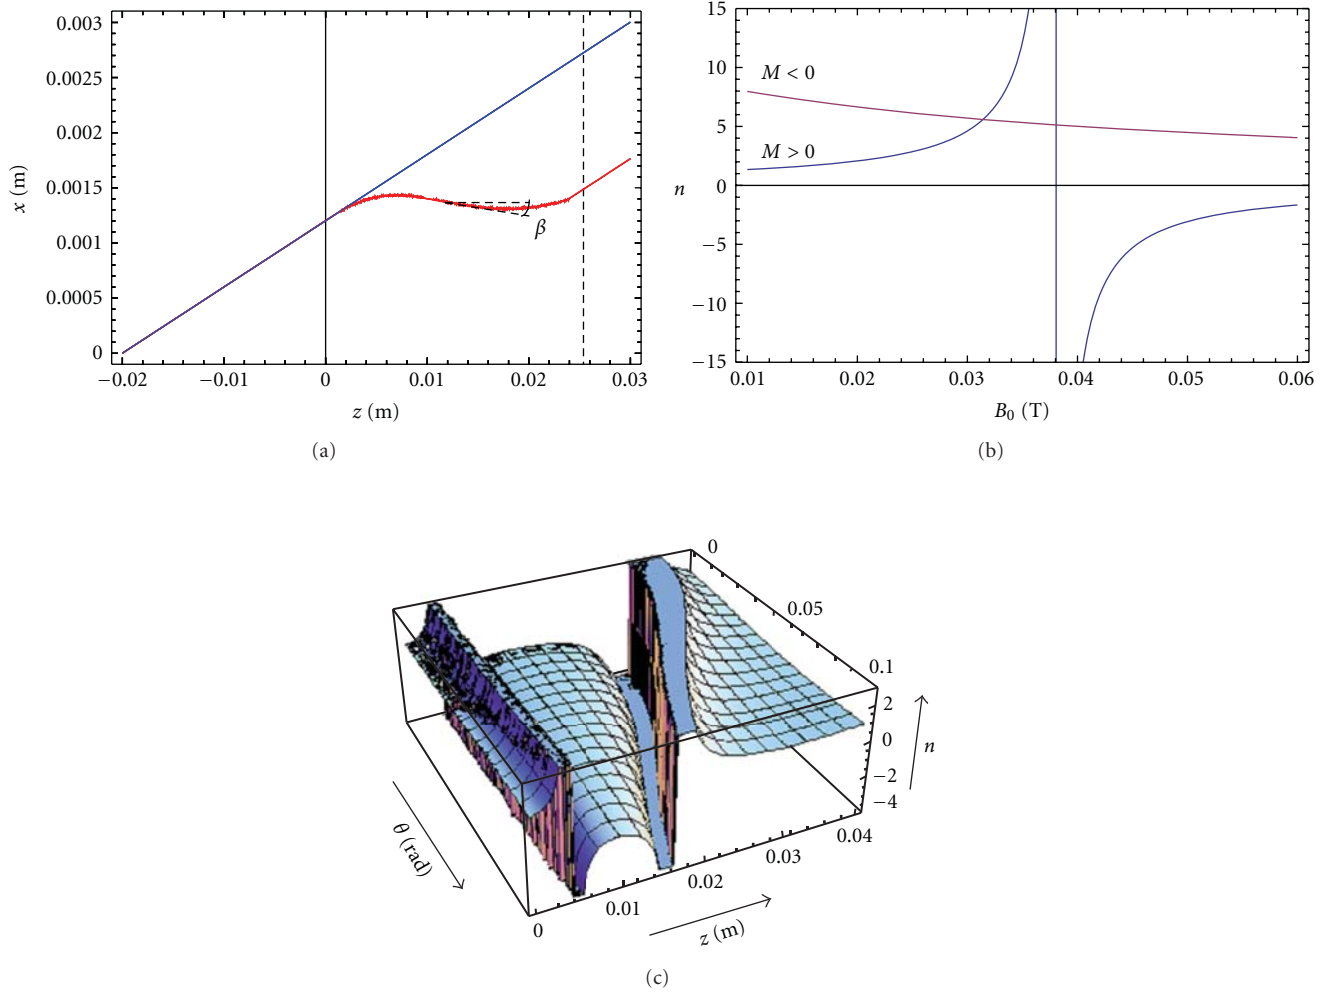 0.003
0.0025
0.002
0.0015
0.001
0.0005
0
x (m)
β
−0.02 −0.01 0 0.01 0.02 0.03
z (m)
(a)
15
10
5
0
−5
−10
−15
n
M < 0
M > 0
0.01 0.02 0.03 0.04 0.05 0.06
B₀ (T)
(b)
0
0.05
0.1
2
0
−2
−4
n
θ (rad)
0 0.01 0.02 0.03 0.04
z (m)
(c)